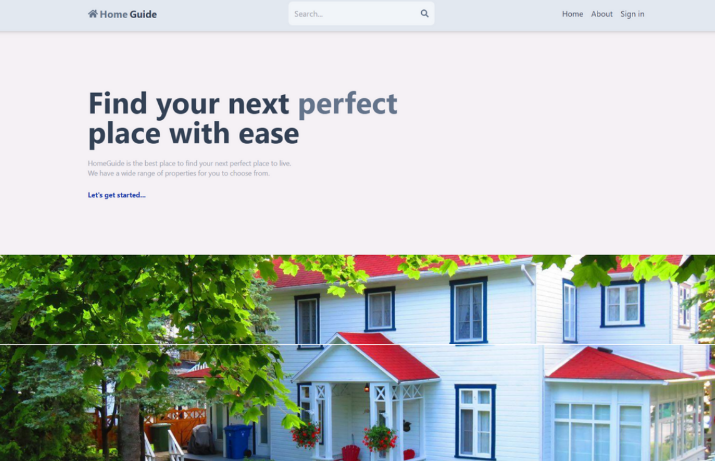 Home Guide
Search...
Home About Sign in
Find your next perfect
place with ease
HomeGuide is the best place to find your next perfect place to live.
We have a wide range of properties for you to choose from.
Let's get started...